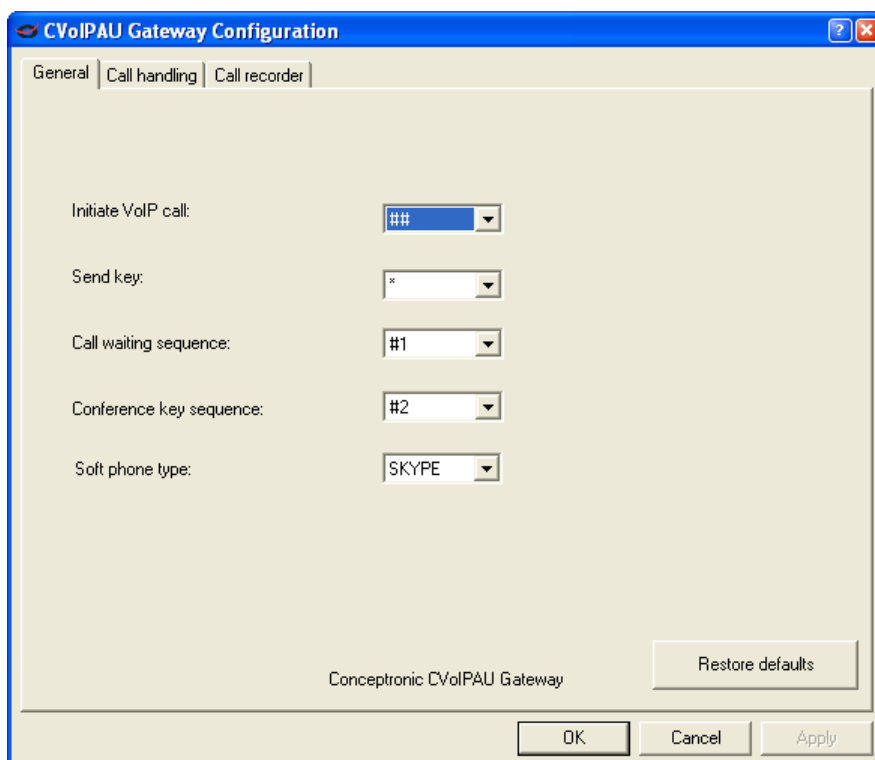 CVoIPAU Gateway Configuration
General Call handling Call recorder
Initiate VoIP call: ##
Send key: *
Call waiting sequence: #1
Conference key sequence: #2
Soft phone type: SKYPE
Restore defaults
Conceptronic CVoIPAU Gateway
OK Cancel Apply